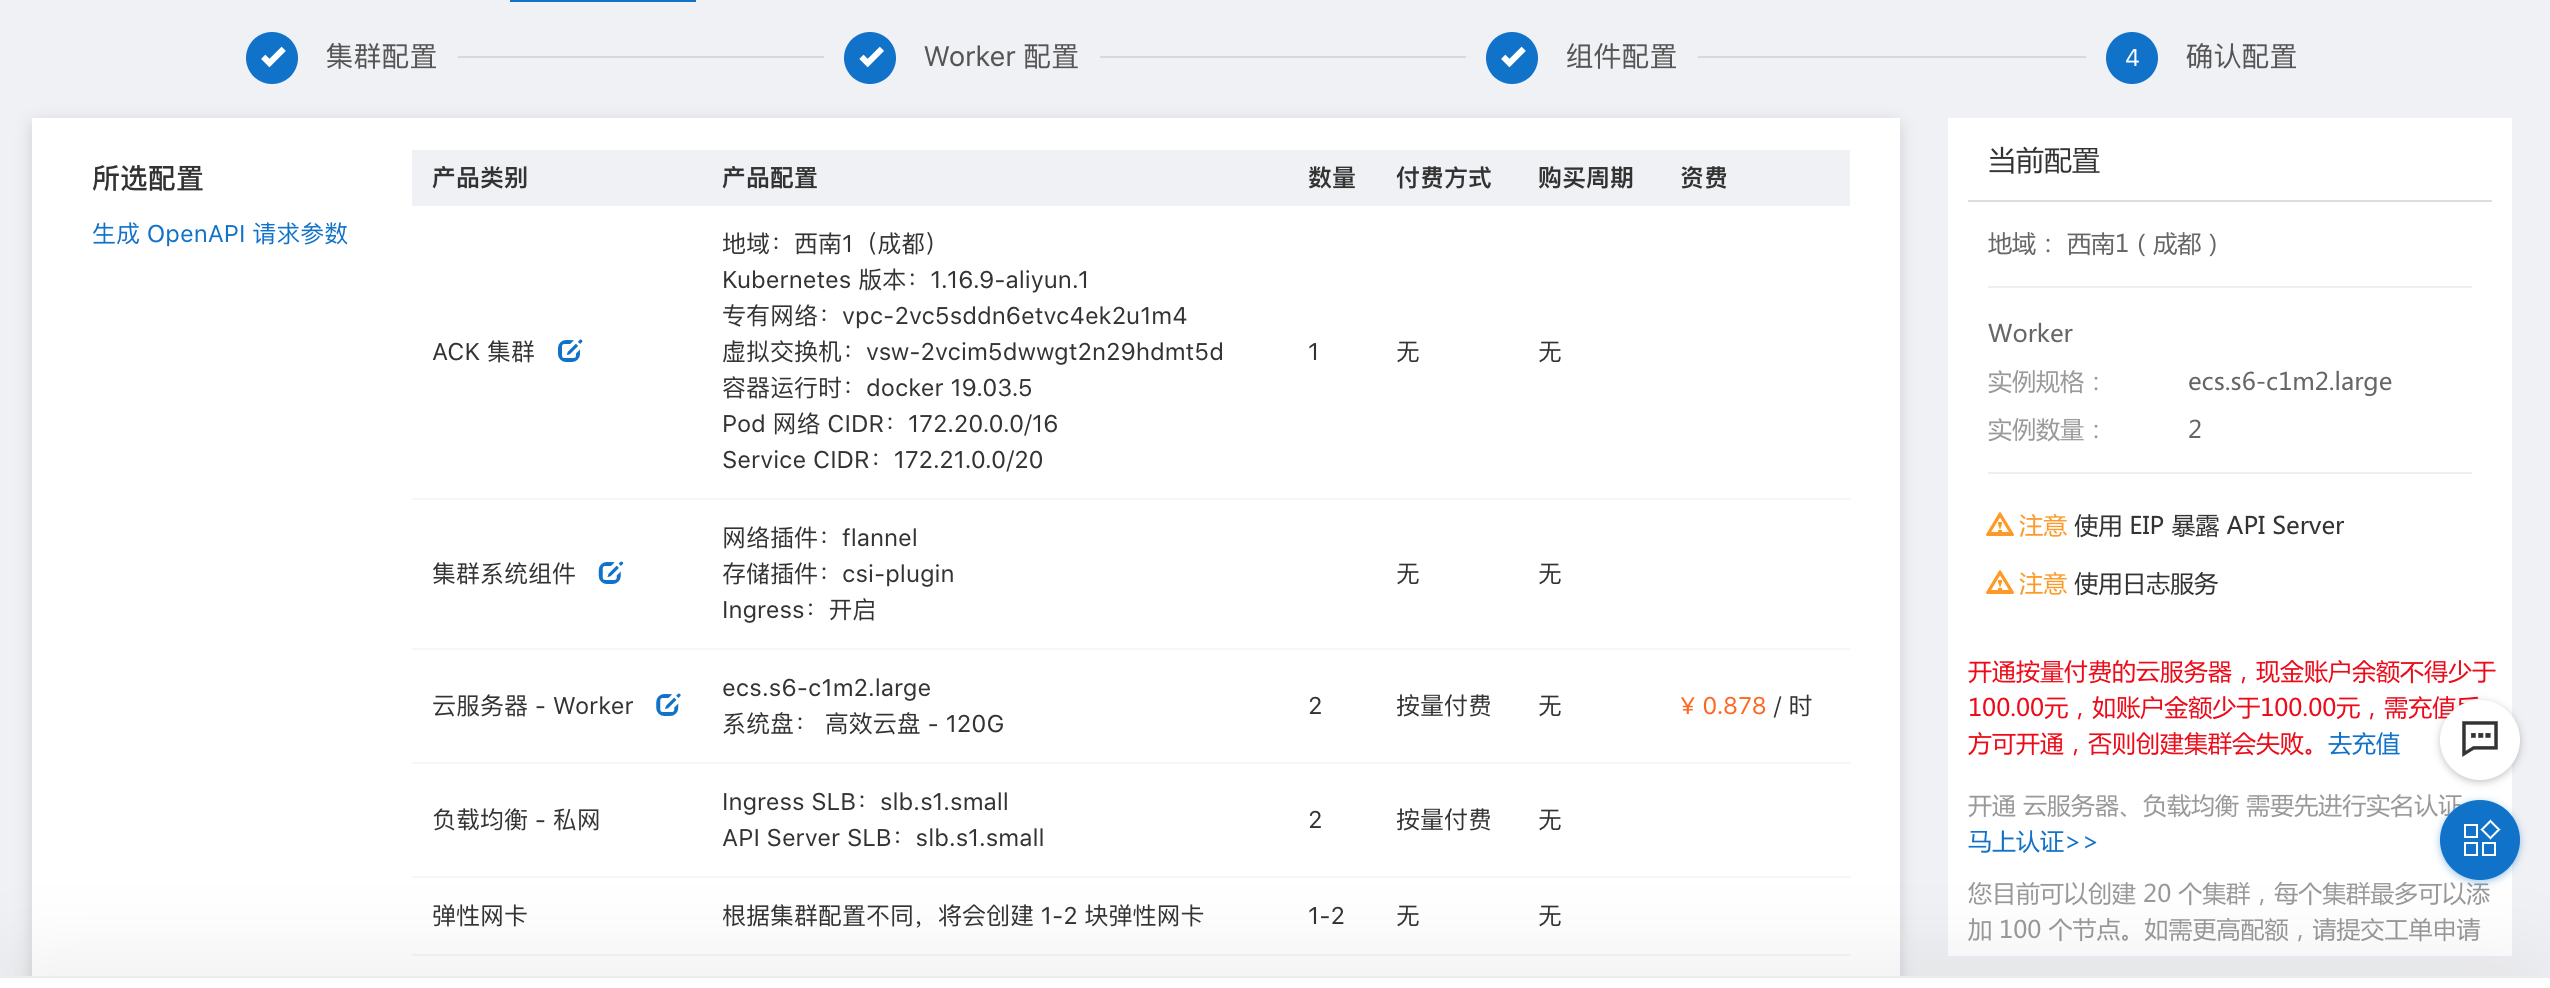 集群配置
Worker 配置
组件配置
4 确认配置
所选配置
生成 OpenAPI 请求参数
产品类别 产品配置 数量 付费方式 购买周期 资费
地域：西南1（成都）
Kubernetes 版本：1.16.9-aliyun.1
专有网络：vpc-2vc5sddn6etvc4ek2u1m4
虚拟交换机：vsw-2vcim5dwwgt2n29hdmt5d
容器运行时：docker 19.03.5
Pod 网络 CIDR：172.20.0.0/16
Service CIDR：172.21.0.0/20
ACK 集群 1 无 无
网络插件：flannel
存储插件：csi-plugin
Ingress：开启
集群系统组件 无 无
ecs.s6-c1m2.large
系统盘： 高效云盘 - 120G
云服务器 - Worker 2 按量付费 无 ¥ 0.878 / 时
Ingress SLB：slb.s1.small
API Server SLB：slb.s1.small
负载均衡 - 私网 2 按量付费 无
弹性网卡 根据集群配置不同，将会创建 1-2 块弹性网卡 1-2 无 无
当前配置
地域： 西南1 ( 成都 )
Worker
实例规格： ecs.s6-c1m2.large
实例数量： 2
注意 使用 EIP 暴露 API Server
注意 使用日志服务
开通按量付费的云服务器，现金账户余额不得少于
100.00元，如账户金额少于100.00元，需充值
方可开通，否则创建集群会失败。去充值
开通 云服务器、负载均衡 需要先进行实名认证
马上认证>>
您目前可以创建 20 个集群，每个集群最多可以添
加 100 个节点。如需更高配额，请提交工单申请